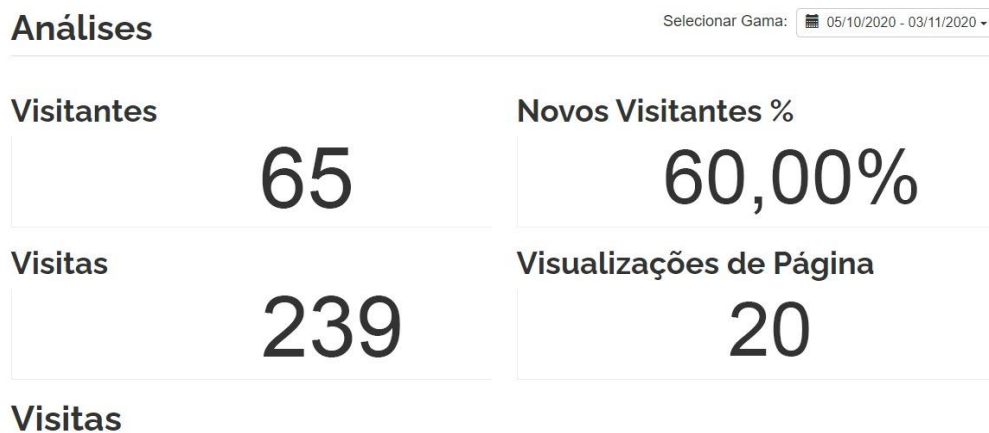 Análises
Selecionar Gama: 05/10/2020 - 03/11/2020
Visitantes
65
Novos Visitantes %
60,00%
Visitas
239
Visualizações de Página
20
Visitas